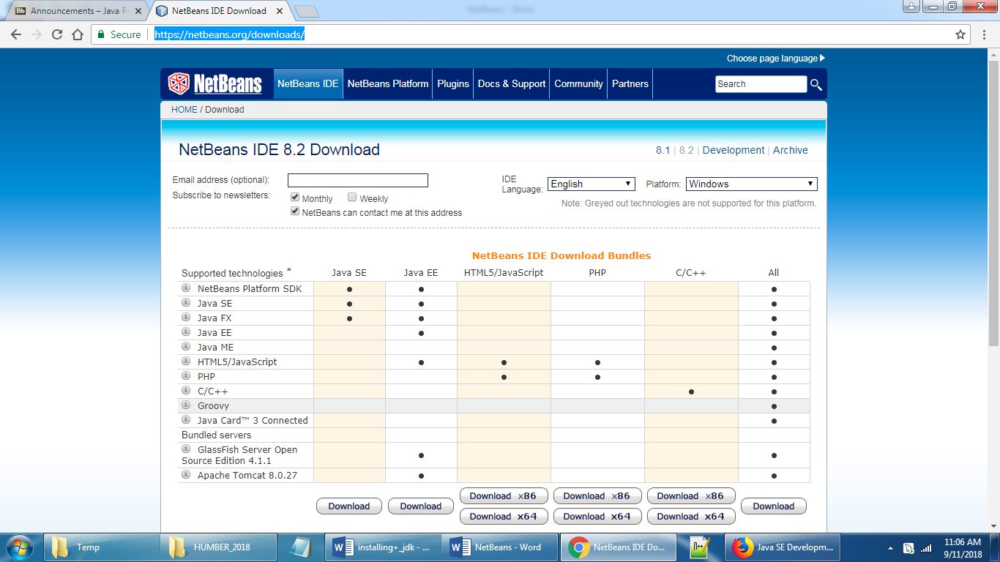 Announcements – Java P
NetBeans IDE Download
NetBeans - Word
Secure
https://netbeans.org/downloads/
Choose page language
NetBeans
NetBeans IDE
NetBeans Platform
Plugins
Docs & Support
Community
Partners
Search
HOME / Download
NetBeans IDE 8.2 Download
8.1 | 8.2 | Development | Archive
Email address (optional):
IDE Language:
English
Platform:
Windows
Subscribe to newsletters:
Monthly
Weekly
Note: Greyed out technologies are not supported for this platform.
NetBeans can contact me at this address
NetBeans IDE Download Bundles
Supported technologies * Java SE Java EE HTML5/JavaScript PHP C/C++ All
NetBeans Platform SDK • • •
Java SE • • •
Java FX • • •
Java EE • •
Java ME •
HTML5/JavaScript • • • •
PHP • • •
C/C++ • •
Groovy •
Java Card™ 3 Connected •
Bundled servers
GlassFish Server Open
Source Edition 4.1.1 • •
Apache Tomcat 8.0.27 • •
Download x86 Download x86 Download x86
Download Download Download
Download x64 Download x64 Download x64
Temp
HUMBER_2018
installing+_jdk - ...
NetBeans - Word
NetBeans IDE Do...
Java SE Developm...
11:06 AM
9/11/2018